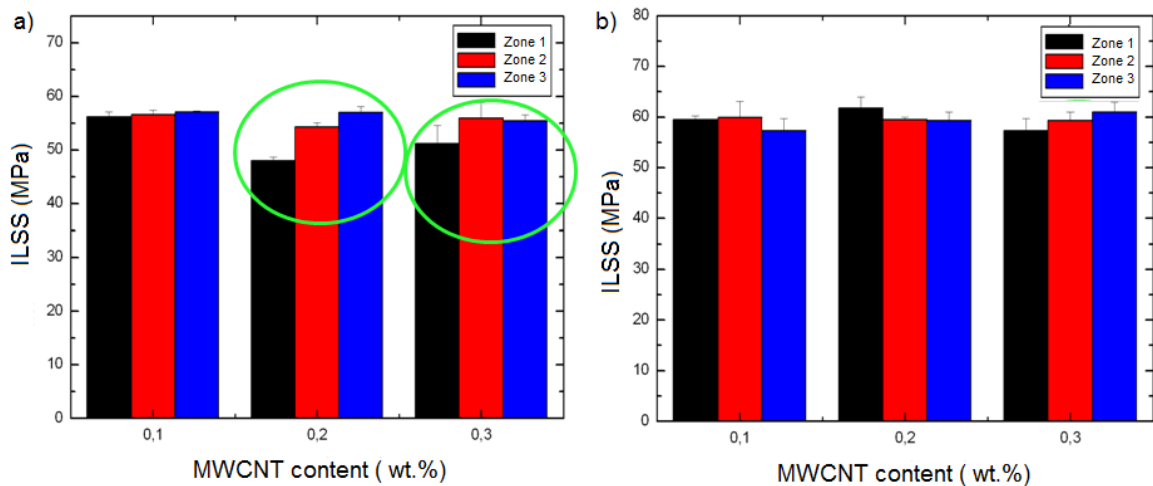 a)
70
60
50
40
30
20
10
0
ILSS (MPa)
Zone 1
Zone 2
Zone 3
0,1 0,2 0,3
MWCNT content ( wt.%)
b)
80
70
60
50
40
30
20
10
0
ILSS (MPa)
Zone 1
Zone 2
Zone 3
0,1 0,2 0,3
MWCNT content (wt.%)